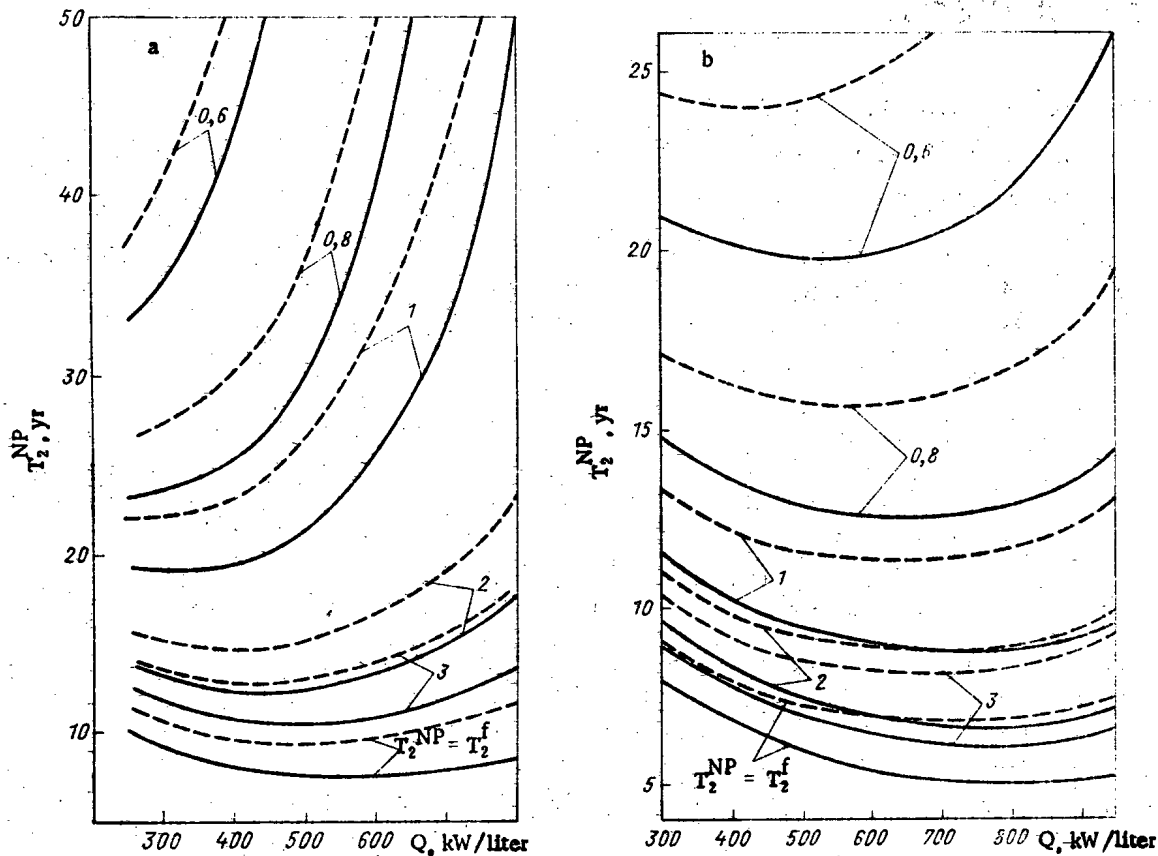 a
50
40
30
20
10
T₂ᴺᴾ, yr
0,6
0,8
1
2
3
T₂ᴺᴾ = T₂ᶠ
300 400 500 600 Q, kW/liter
b
25
20
15
10
5
T₂ᴺᴾ, yr
0,6
0,8
1
2
3
T₂ᴺᴾ = T₂ᶠ
300 400 500 600 700 800 Q, kW/liter